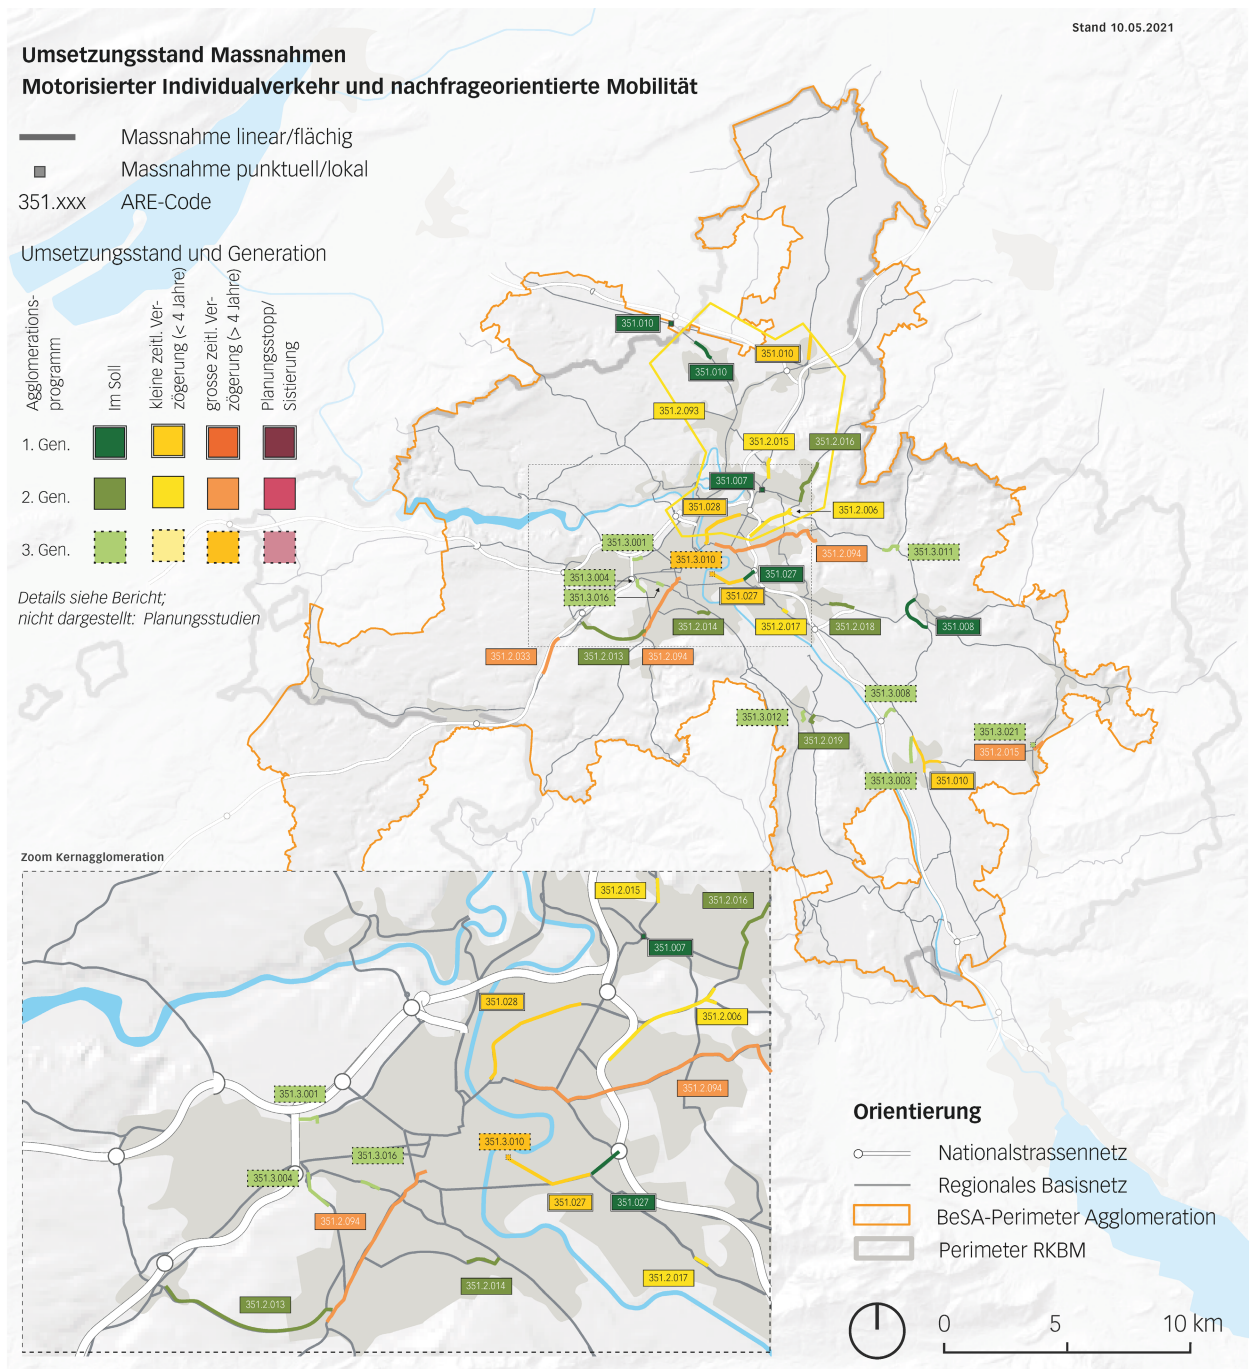 Stand 10.05.2021
Umsetzungsstand Massnahmen
Motorisierter Individualverkehr und nachfrageorientierte Mobilität
Massnahme linear/flächig
Massnahme punktuell/lokal
351.xxx ARE-Code
Umsetzungsstand und Generation
Agglomerations-
programm
Im Soll
kleine zeitl. Ver-
zögerung (< 4 Jahre)
grosse zeitl. Ver-
zögerung (> 4 Jahre)
Planungsstopp/
Sistierung
1. Gen.
2. Gen.
3. Gen.
Details siehe Bericht;
nicht dargestellt: Planungsstudien
351.010
351.010
351.010
351.2.093
351.2.015
351.2.016
351.007
351.028
351.2.006
351.3.001
351.2.094
351.3.011
351.3.010
351.3.004
351.027
351.3.016
351.027
351.2.014
351.2.017
351.2.018
351.008
351.2.033
351.2.013
351.2.094
351.3.008
351.3.012
351.2.019
351.3.021
351.2.015
351.3.003
351.010
Zoom Kernagglomeration
351.2.015
351.2.016
351.007
351.028
351.2.006
351.2.094
351.3.001
351.3.010
351.3.016
351.3.004
351.027
351.027
351.2.094
351.2.017
351.2.014
351.2.013
Orientierung
Nationalstrassennetz
Regionales Basisnetz
BeSA-Perimeter Agglomeration
Perimeter RKBM
0 5 10 km